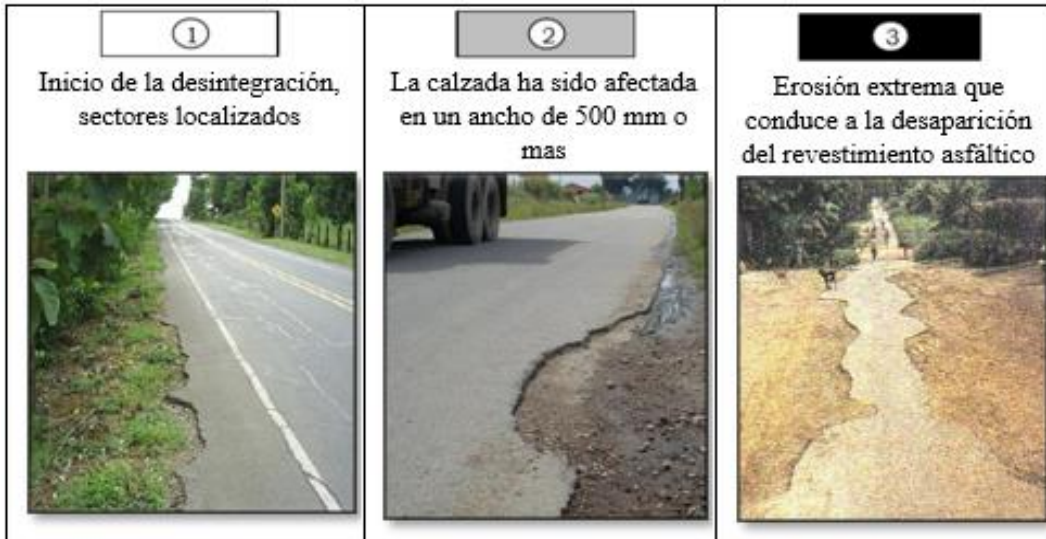 1
Inicio de la desintegración,
sectores localizados
2
La calzada ha sido afectada
en un ancho de 500 mm o
mas
3
Erosión extrema que
conduce a la desaparición
del revestimiento asfáltico